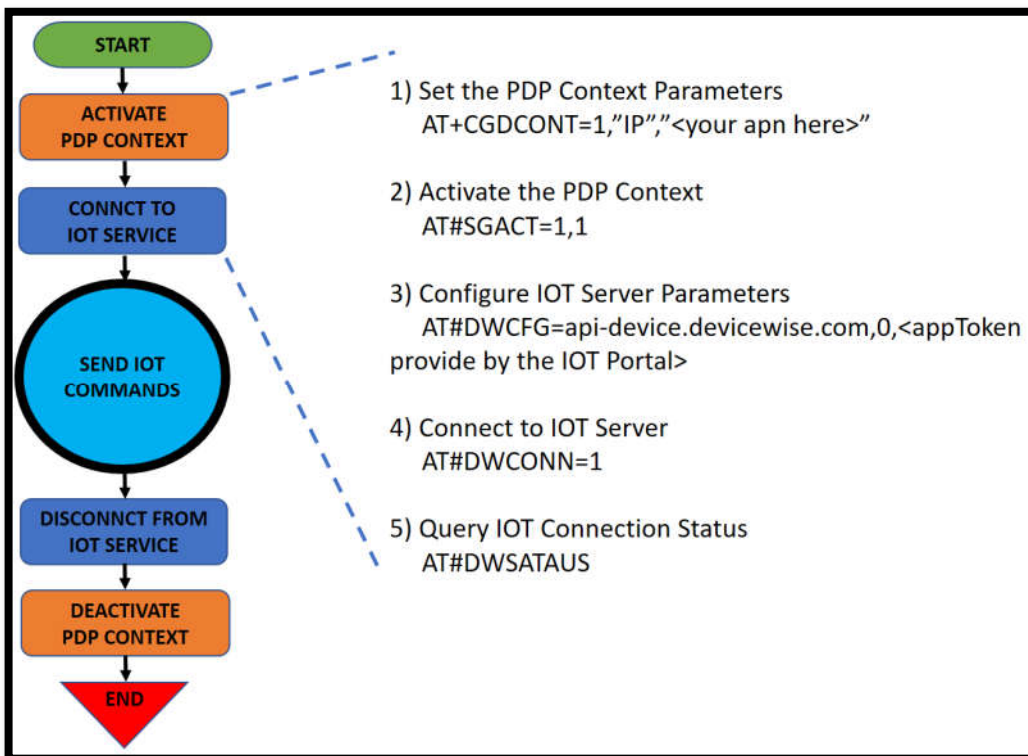 START
ACTIVATE
PDP CONTEXT
CONNCT TO
IOT SERVICE
SEND IOT
COMMANDS
DISCONNCT FROM
IOT SERVICE
DEACTIVATE
PDP CONTEXT
END
1) Set the PDP Context Parameters
AT+CGDCONT=1,”IP”,”<your apn here>”
2) Activate the PDP Context
AT#SGACT=1,1
3) Configure IOT Server Parameters
AT#DWCFG=api-device.devicewise.com,0,<appToken
provide by the IOT Portal>
4) Connect to IOT Server
AT#DWCONN=1
5) Query IOT Connection Status
AT#DWSATAUS